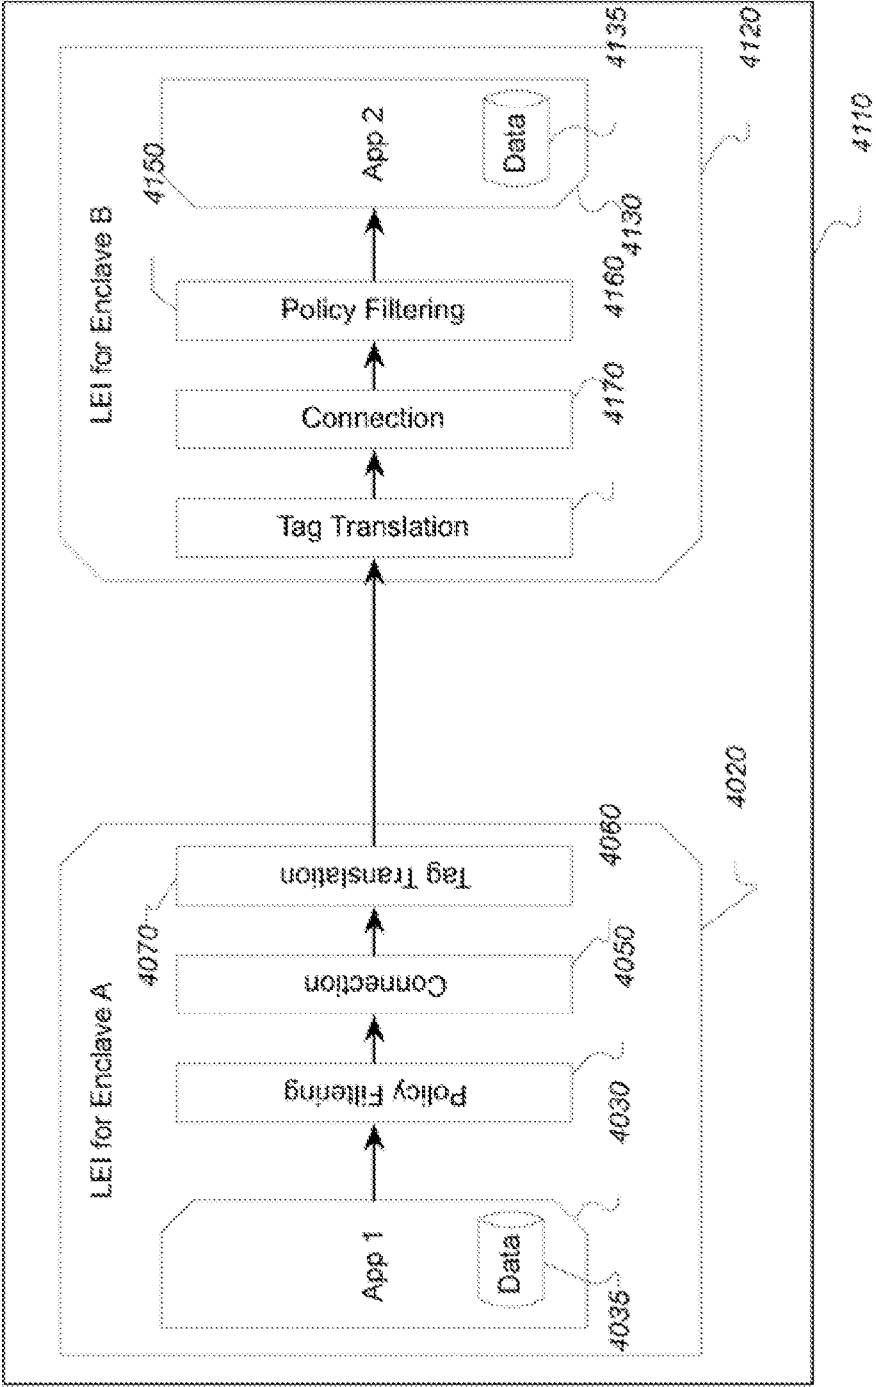 LEI for Enclave A
App 1
Data
4035
4030
Policy Filtering
4050
Connection
4060
Tag Translation
4070
4020
LEI for Enclave B
Tag Translation
4170
Connection
4160
Policy Filtering
4150
App 2
Data
4130
4135
4120
4110